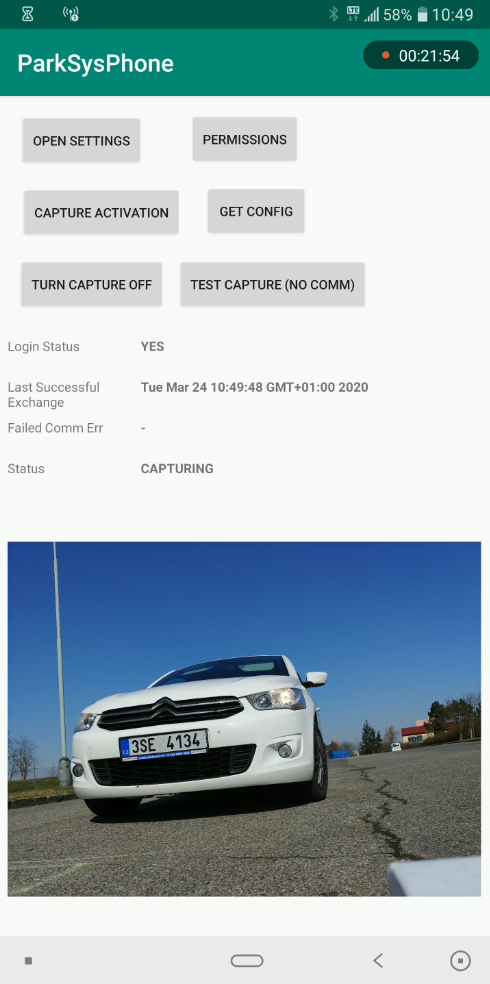 LTE 58% 10:49
ParkSysPhone
00:21:54
OPEN SETTINGS
PERMISSIONS
CAPTURE ACTIVATION
GET CONFIG
TURN CAPTURE OFF
TEST CAPTURE (NO COMM)
Login Status YES
Last Successful Tue Mar 24 10:49:48 GMT+01:00 2020
Exchange
Failed Comm Err -
Status CAPTURING
3SE 4134
CZ